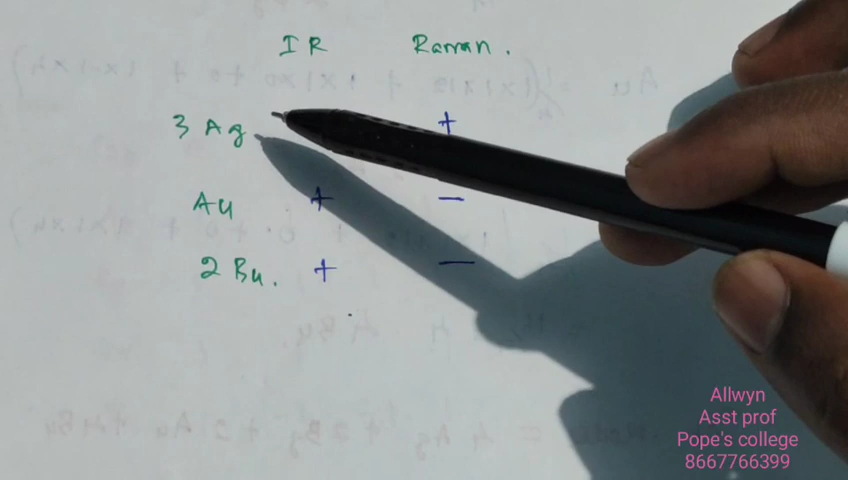 IR Raman.
3 Ag +
Au + -
2 Bu. + -
Allwyn
Asst prof
Pope's college
8667766399